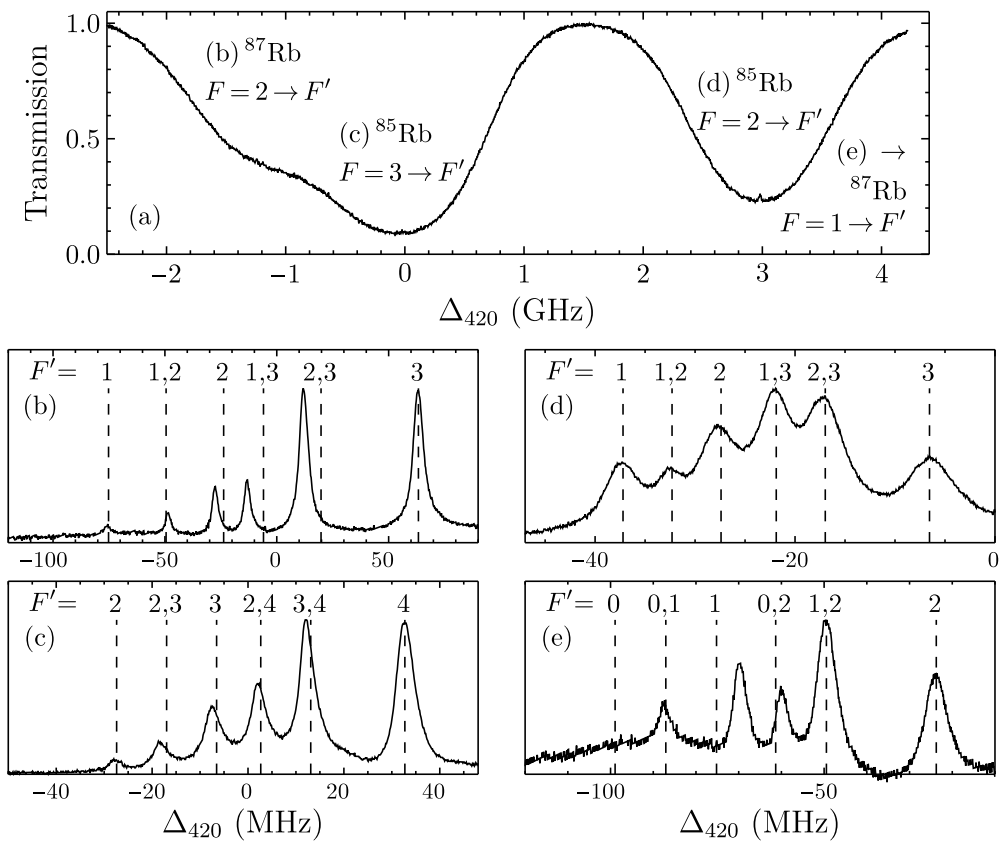 1.0
0.5
0.0
Transmission
(a)
(b) ⁸⁷Rb
F = 2 → F′
(c) ⁸⁵Rb
F = 3 → F′
(d) ⁸⁵Rb
F = 2 → F′
(e) →
⁸⁷Rb
F = 1 → F′
−2 −1 0 1 2 3 4
Δ₄₂₀ (GHz)
F′= 1 1,2 2 1,3 2,3 3
(b)
−100 −50 0 50
F′= 1 1,2 2 1,3 2,3 3
(d)
−40 −20 0
F′= 2 2,3 3 2,4 3,4 4
(c)
−40 −20 0 20 40
Δ₄₂₀ (MHz)
F′= 0 0,1 1 0,2 1,2 2
(e)
−100 −50
Δ₄₂₀ (MHz)